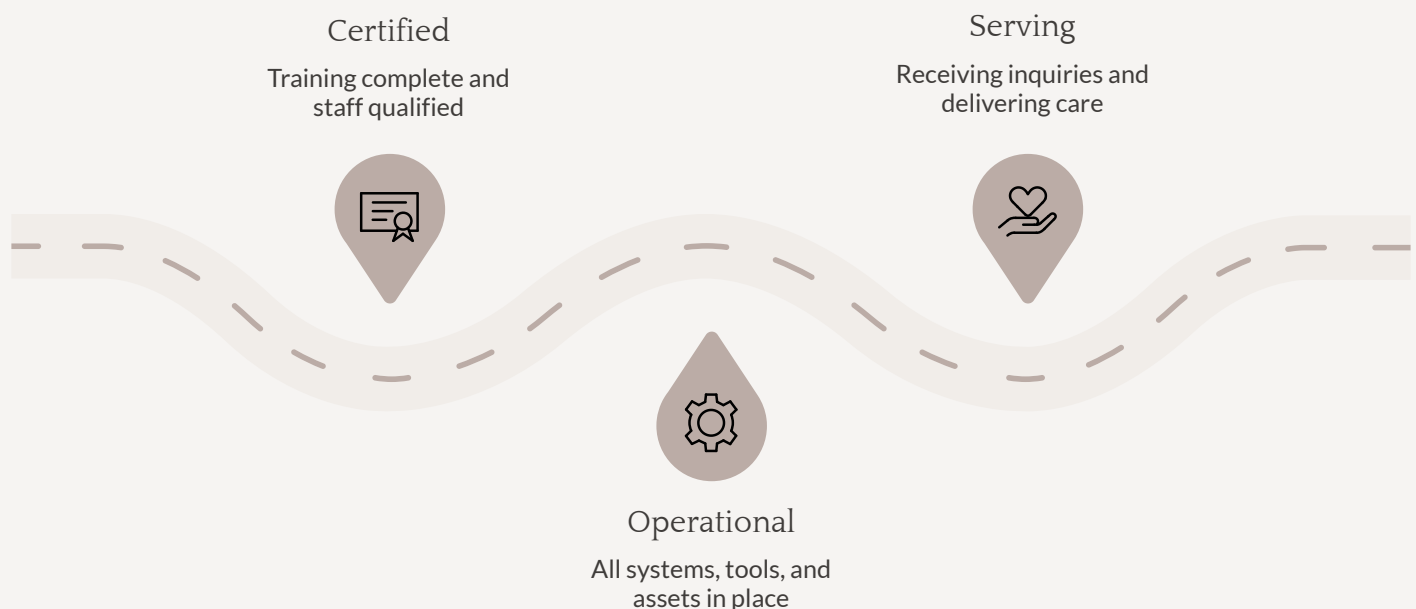 Certified
Training complete and
staff qualified
Serving
Receiving inquiries and
delivering care
Operational
All systems, tools, and
assets in place